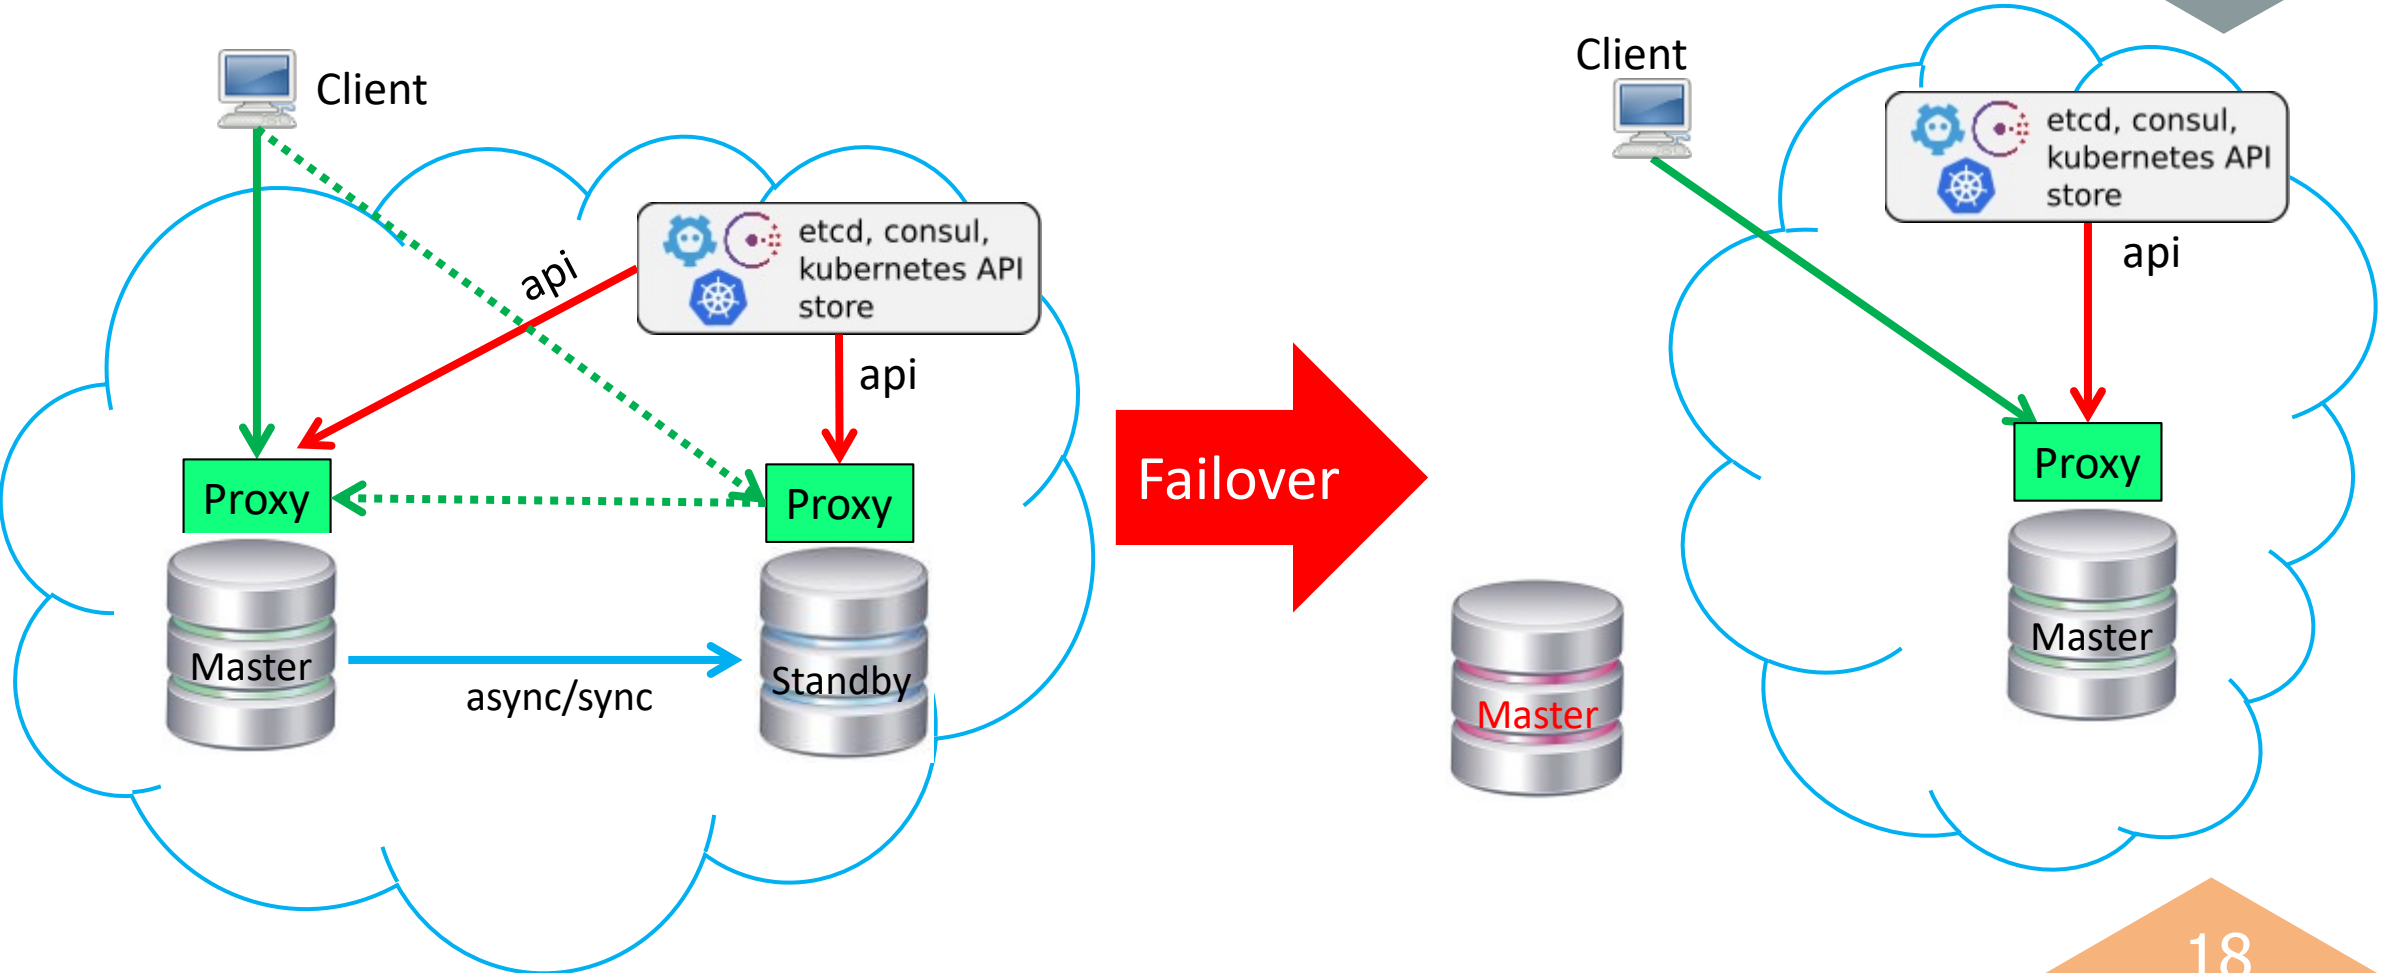 Client
etcd, consul,
kubernetes API
store
api
api
Proxy
Proxy
Master
Standby
async/sync
Failover
Client
etcd, consul,
kubernetes API
store
api
Proxy
Master
Master
18